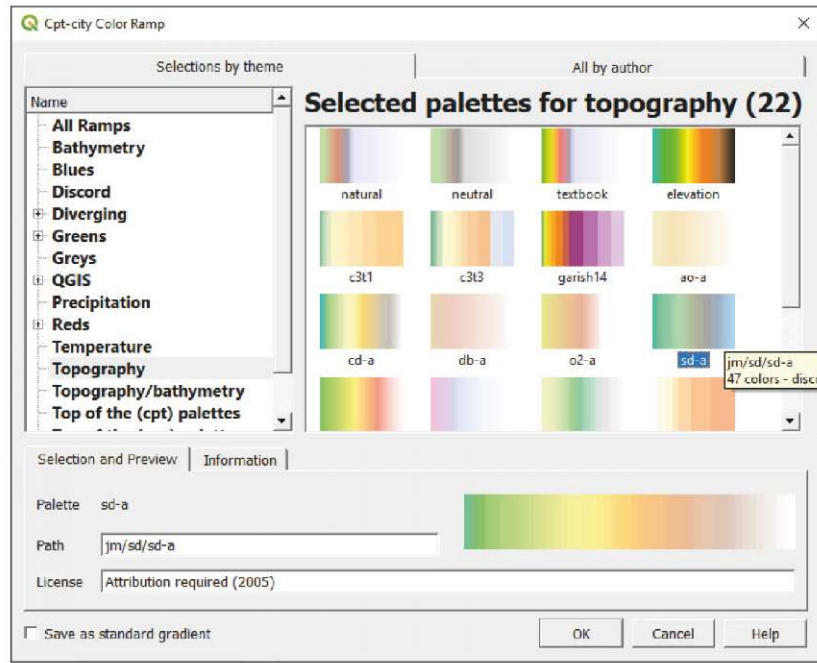 Cpt-city Color Ramp
Selections by theme
All by author
Name
All Ramps
Bathymetry
Blues
Discord
Diverging
Greens
Greys
QGIS
Precipitation
Reds
Temperature
Topography
Topography/bathymetry
Top of the (cpt) palettes
Selected palettes for topography (22)
natural neutral textbook elevation
c3t1 c3t3 garish14 ao-a
cd-a db-a o2-a sd-a
jm/sd/sd-a
47 colors - disc
Selection and Preview Information
Palette sd-a
Path jm/sd/sd-a
License Attribution required (2005)
Save as standard gradient
OK Cancel Help